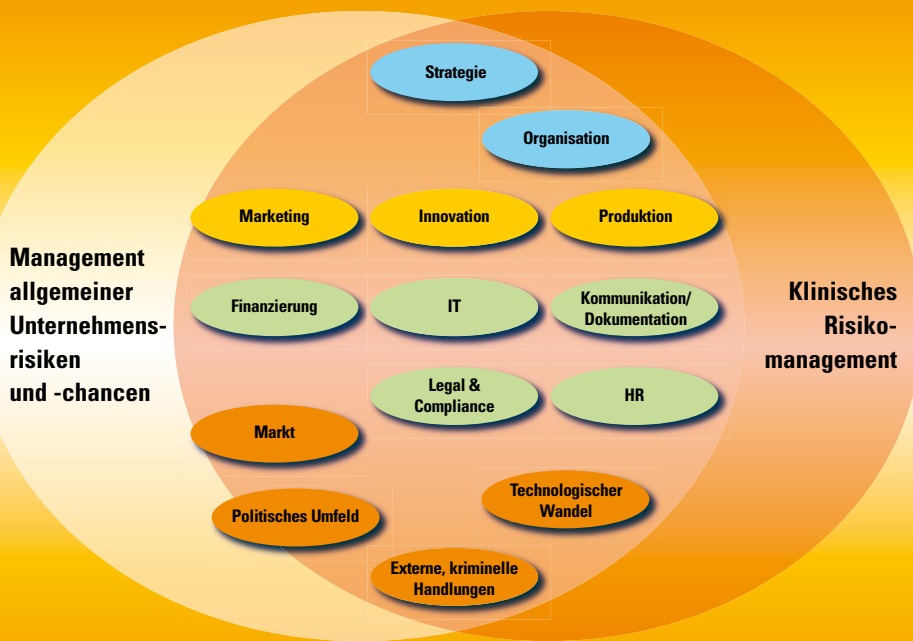 Strategie
Organisation
Marketing
Innovation
Produktion
Management
allgemeiner
Unternehmens-
risiken
und -chancen
Finanzierung
IT
Kommunikation/
Dokumentation
Klinisches
Risiko-
management
Legal &
Compliance
HR
Markt
Technologischer
Wandel
Politisches Umfeld
Externe, kriminelle
Handlungen